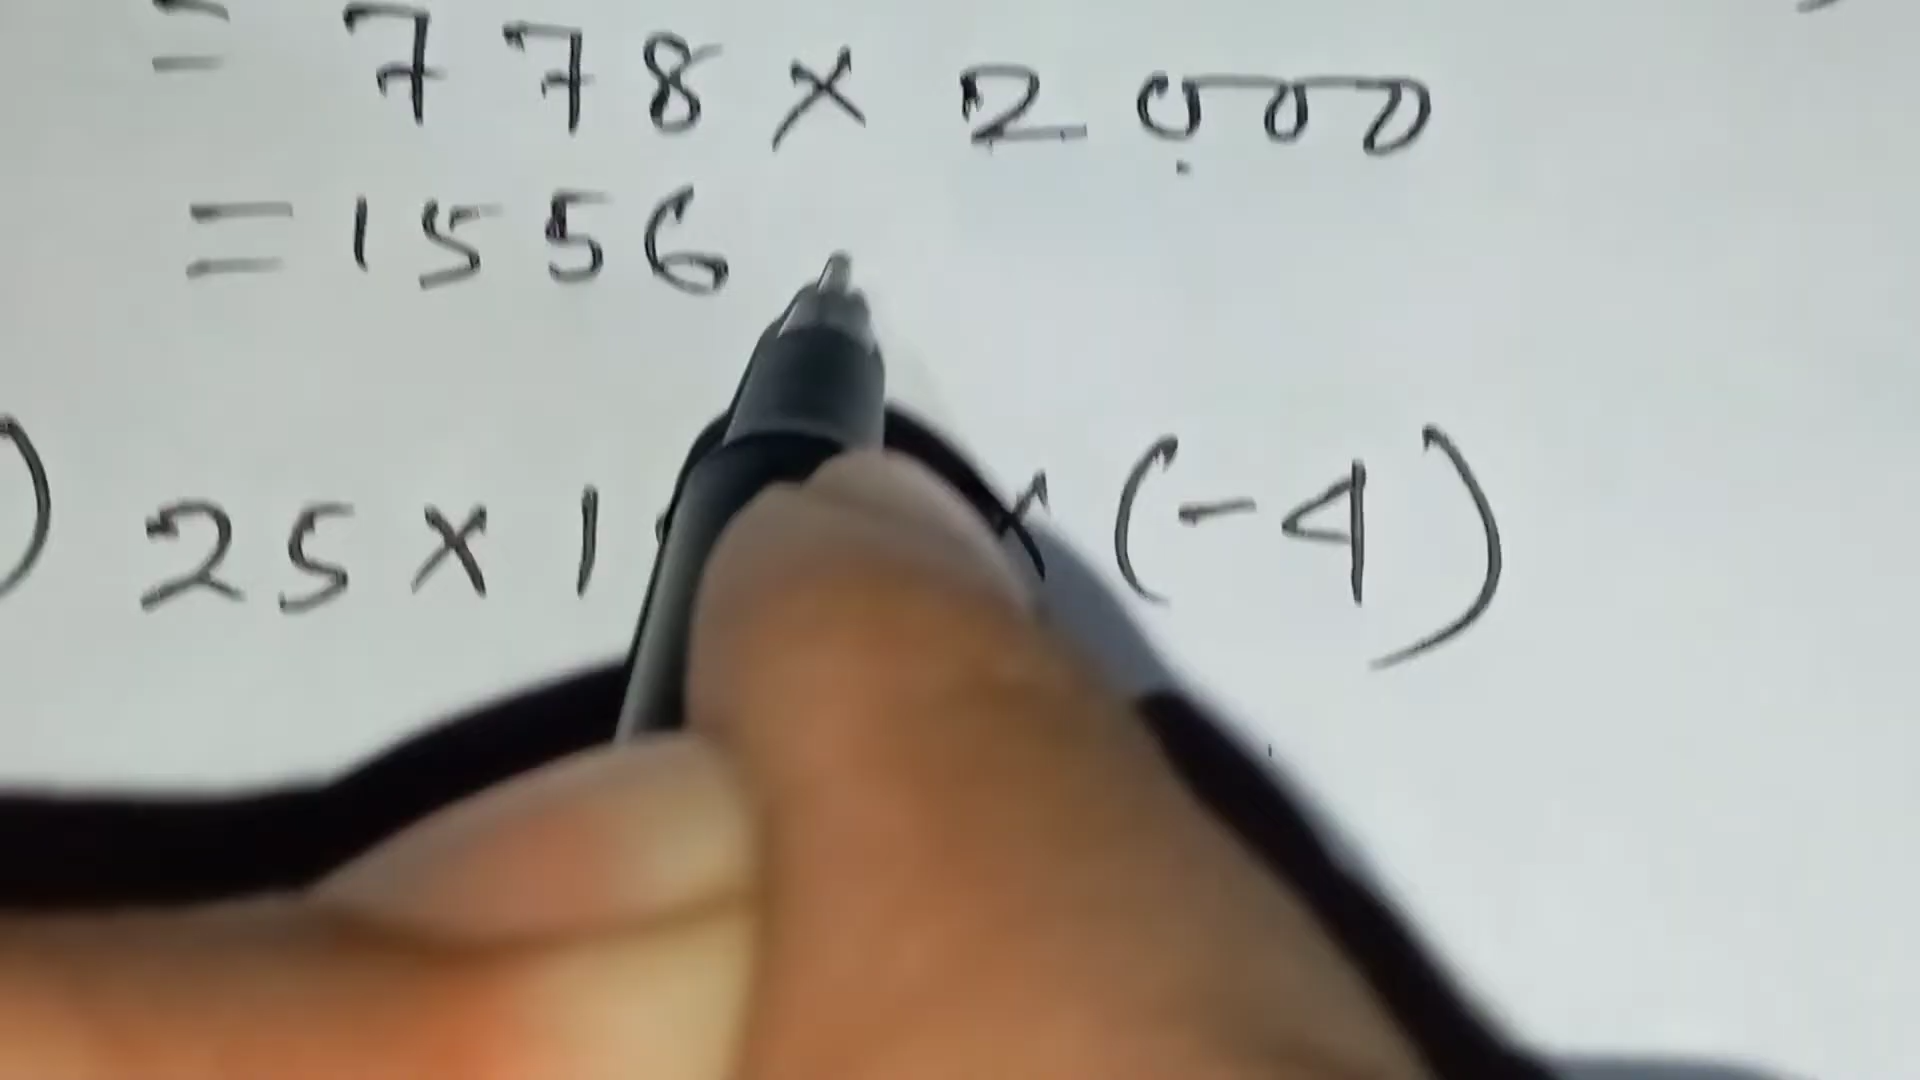 = 778 × 2000
= 1556
) 25 × 1 × (-4)